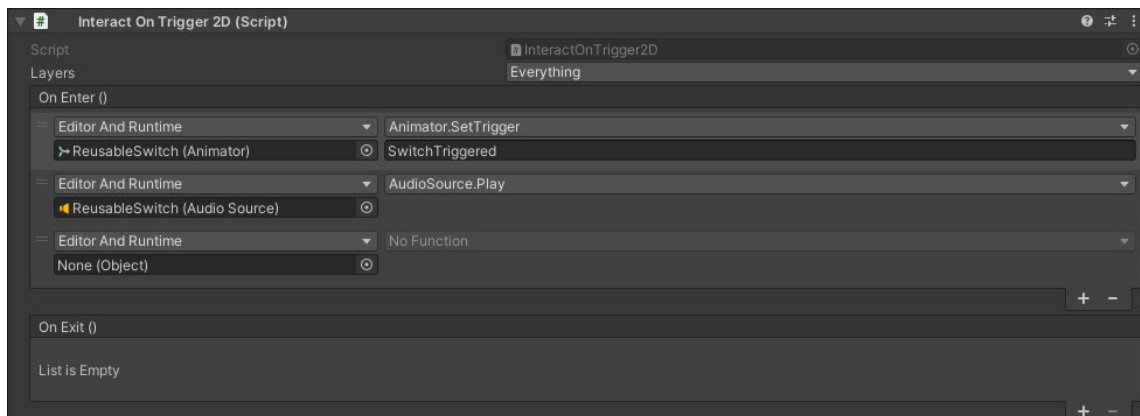 Interact On Trigger 2D (Script)
Script InteractOnTrigger2D
Layers Everything
On Enter ()
Editor And Runtime Animator.SetTrigger
ReusableSwitch (Animator) SwitchTriggered
Editor And Runtime AudioSource.Play
ReusableSwitch (Audio Source)
Editor And Runtime No Function
None (Object)
+ −
On Exit ()
List is Empty
+ −